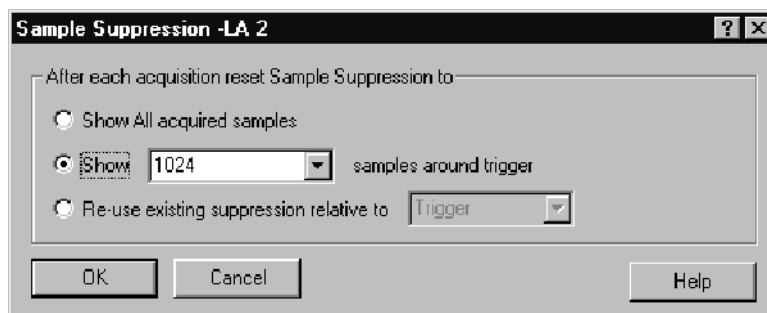 Sample Suppression -LA 2
? X
After each acquisition reset Sample Suppression to
Show All acquired samples
Show 1024 samples around trigger
Re-use existing suppression relative to Trigger
OK Cancel Help